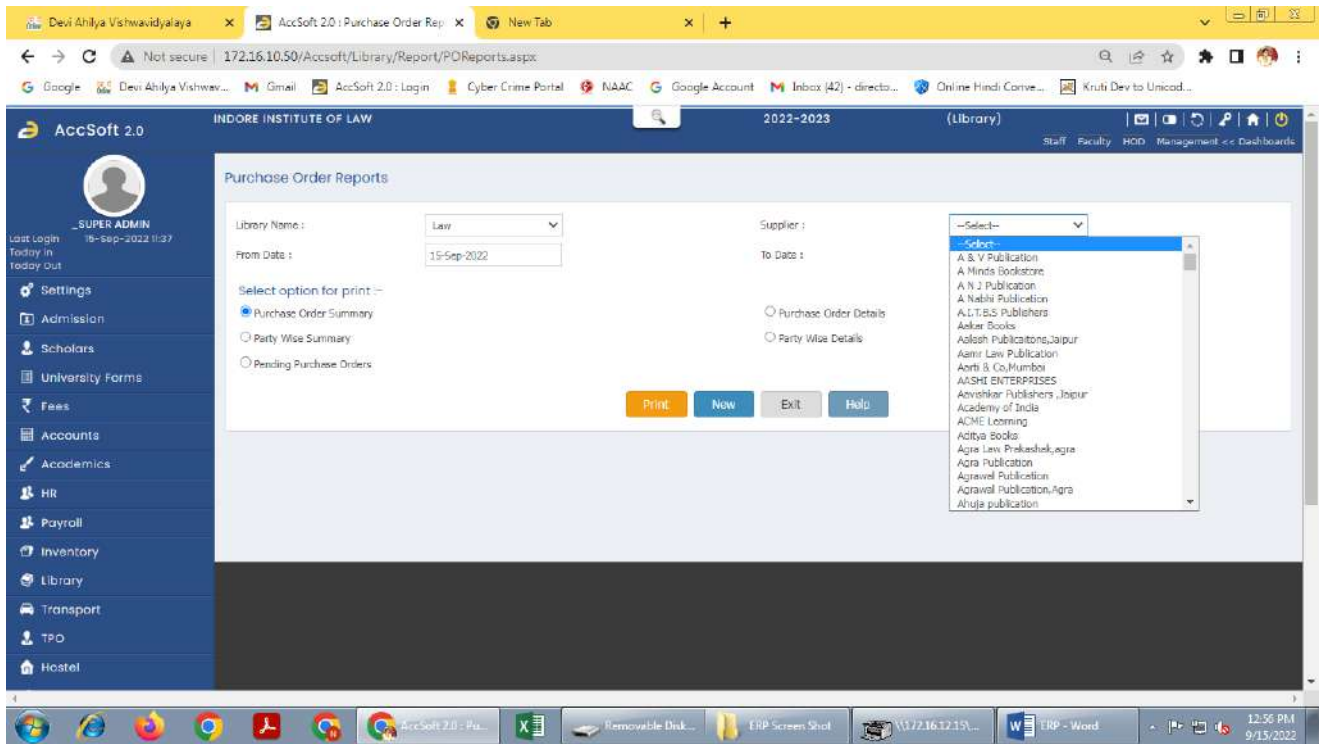 Devi Ahilya Vishwavidyalaya
AccSoft 2.0 : Purchase Order Rep
New Tab
Not secure | 172.16.10.50/Accsoft/Library/Report/POReports.aspx
Google
Devi Ahilya Vishwav...
Gmail
AccSoft 2.0 : Login
Cyber Crime Portal
NAAC
Google Account
Inbox (42) - directo...
Online Hindi Conve...
Kruti Dev to Unicod...
AccSoft 2.0
INDORE INSTITUTE OF LAW
2022-2023
(Library)
Staff Faculty HOD Management << Dashboards
_SUPER ADMIN
Last Login 15-Sep-2022 11:37
Today In
Today Out
Settings
Admission
Scholars
University Forms
Fees
Accounts
Academics
HR
Payroll
Inventory
Library
Transport
TPO
Hostel
Purchase Order Reports
Library Name :
Law
Supplier :
--Select--
From Date :
15-Sep-2022
To Date :
Select option for print :-
Purchase Order Summary
Purchase Order Details
Party Wise Summary
Party Wise Details
Pending Purchase Orders
Print
New
Exit
Help
--Select--
A & V Publication
A Minds Bookstore
A N J Publication
A Nabhi Publication
A.I.T.B.S Publishers
Aakar Books
Aalesh Publicaitons,Jaipur
Aamr Law Publication
Aarti & Co,Mumbai
AASHI ENTERPRISES
Aavishkar Publishers ,Jaipur
Academy of India
ACME Learning
Aditya Books
Agra Law Prekashak,agra
Agra Publication
Agrawal Publication
Agrawal Publication,Agra
Ahuja publication
AccSoft 2.0 : Pu...
Removable Disk...
ERP Screen Shot
\\172.16.12.15\...
ERP - Word
12:56 PM
9/15/2022